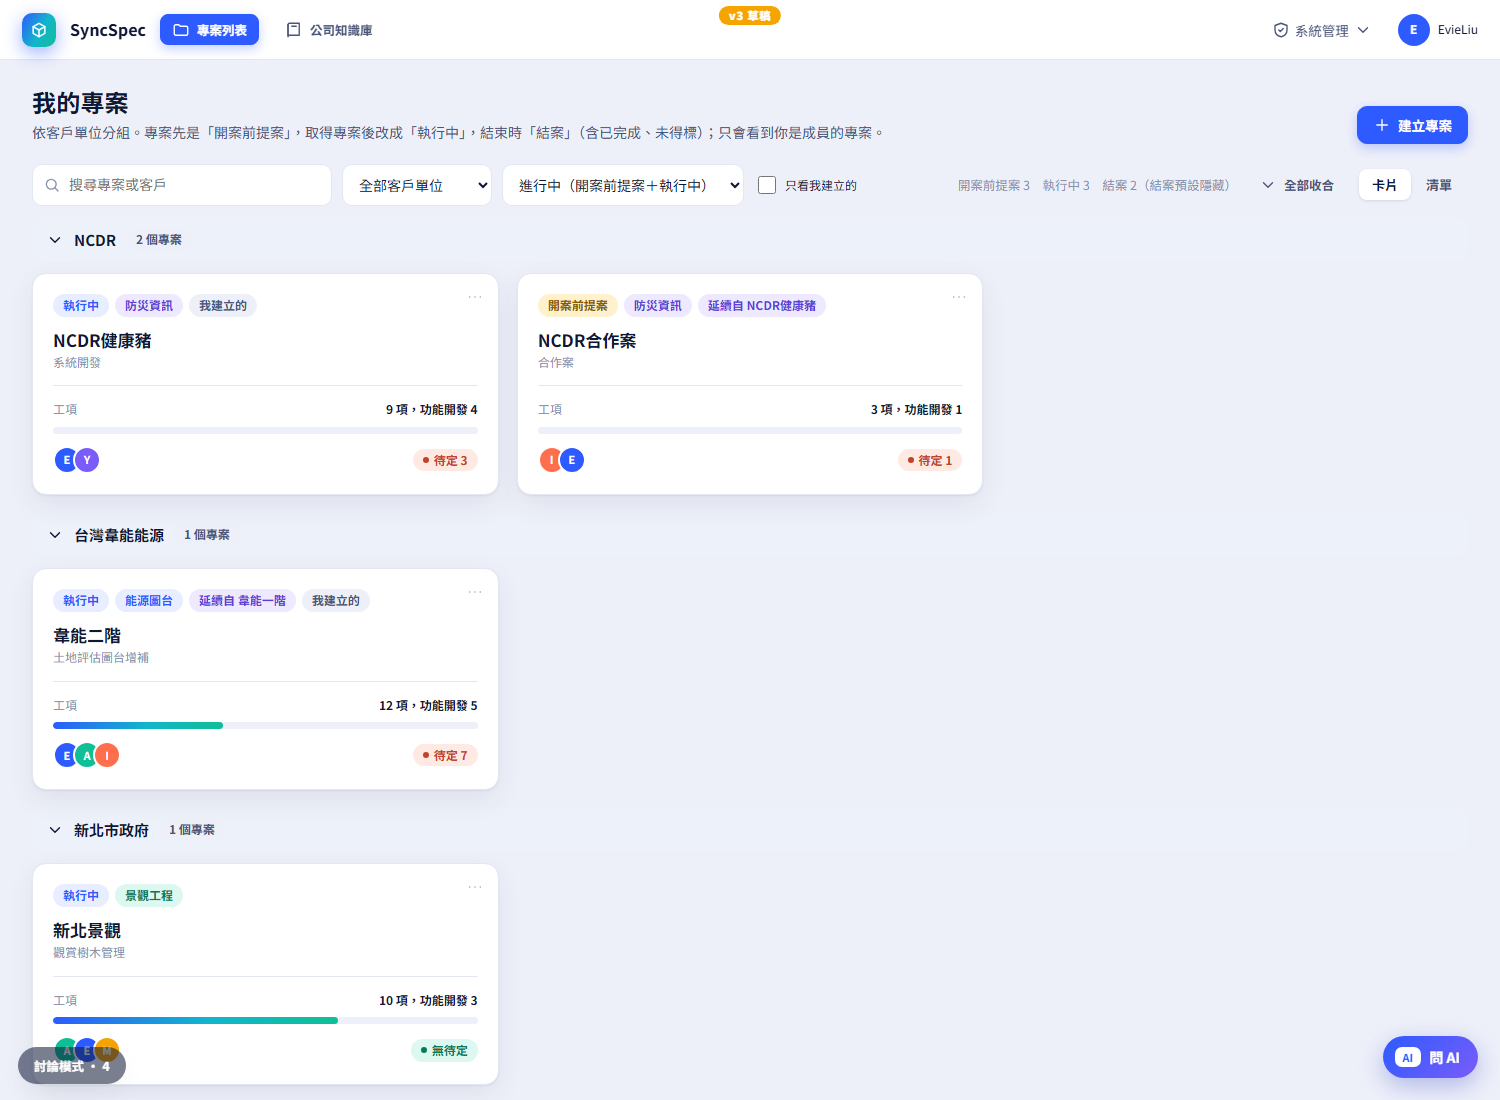 SyncSpec 專案列表 公司知識庫 v3 草稿 系統管理 E EvieLiu
我的專案
依客戶單位分組。專案先是「開案前提案」，取得專案後改成「執行中」，結束時「結案」（含已完成、未得標）；只會看到你是成員的專案。
建立專案
搜尋專案或客戶 全部客戶單位 進行中（開案前提案＋執行中） 只看我建立的 開案前提案 3 執行中 3 結案 2（結案預設隱藏） 全部收合 卡片 清單
NCDR 2 個專案
執行中 防災資訊 我建立的 ...
NCDR健康豬
系統開發
工項 9 項，功能開發 4
E Y 待定 3
開案前提案 防災資訊 延續自 NCDR健康豬 ...
NCDR合作案
合作案
工項 3 項，功能開發 1
I E 待定 1
台灣韋能能源 1 個專案
執行中 能源圖台 延續自 韋能一階 我建立的 ...
韋能二階
土地評估圖台增補
工項 12 項，功能開發 5
E A I 待定 7
新北市政府 1 個專案
執行中 景觀工程 ...
新北景觀
觀賞樹木管理
工項 10 項，功能開發 3
A E M 無待定
討論模式 · 4
AI 問 AI